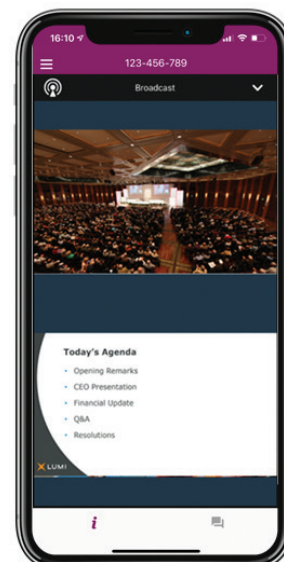 16:10
123-456-789
Broadcast
Today's Agenda
• Opening Remarks
• CEO Presentation
• Financial Update
• Q&A
• Resolutions
LUMI
i